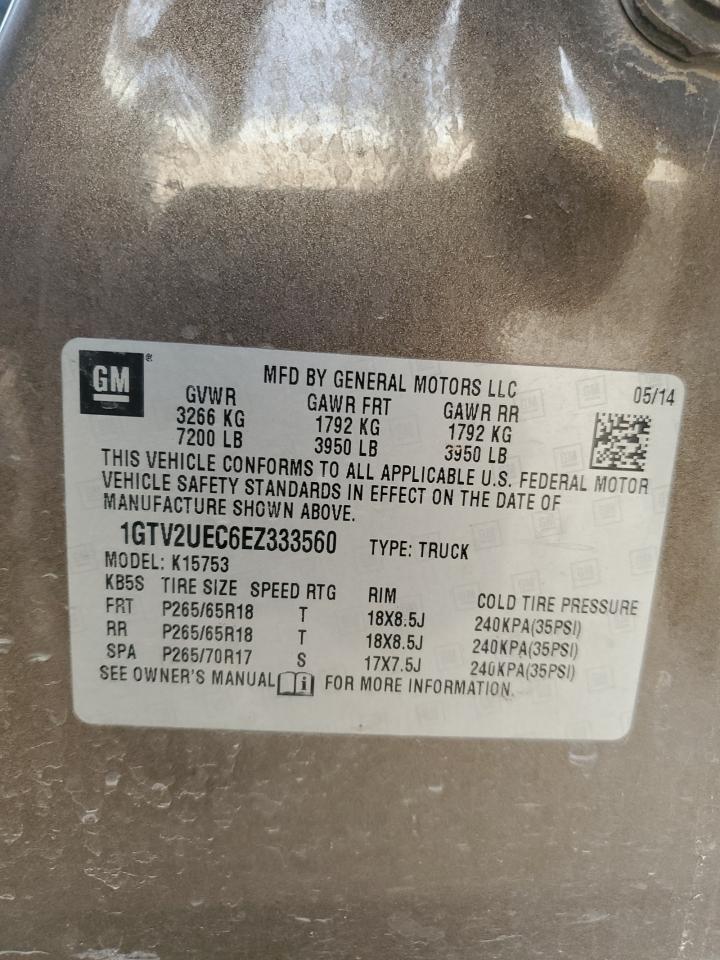 GM ®
MFD BY GENERAL MOTORS LLC 05/14
GVWR GAWR FRT GAWR RR
3266 KG 1792 KG 1792 KG
7200 LB 3950 LB 3950 LB
THIS VEHICLE CONFORMS TO ALL APPLICABLE U.S. FEDERAL MOTOR
VEHICLE SAFETY STANDARDS IN EFFECT ON THE DATE OF
MANUFACTURE SHOWN ABOVE.
1GTV2UEC6EZ333560 TYPE: TRUCK
MODEL: K15753
KB5S TIRE SIZE SPEED RTG RIM COLD TIRE PRESSURE
FRT P265/65R18 T 18X8.5J 240KPA(35PSI)
RR P265/65R18 T 18X8.5J 240KPA(35PSI)
SPA P265/70R17 S 17X7.5J 240KPA(35PSI)
SEE OWNER'S MANUAL i FOR MORE INFORMATION.